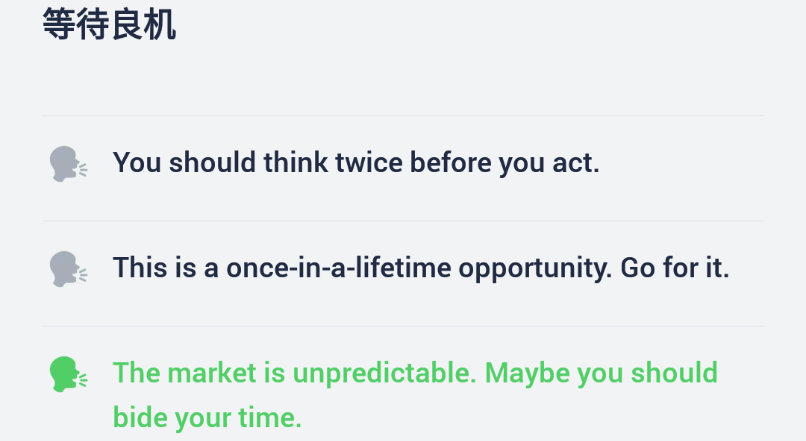 等待良机
You should think twice before you act.
This is a once-in-a-lifetime opportunity. Go for it.
The market is unpredictable. Maybe you should
bide your time.